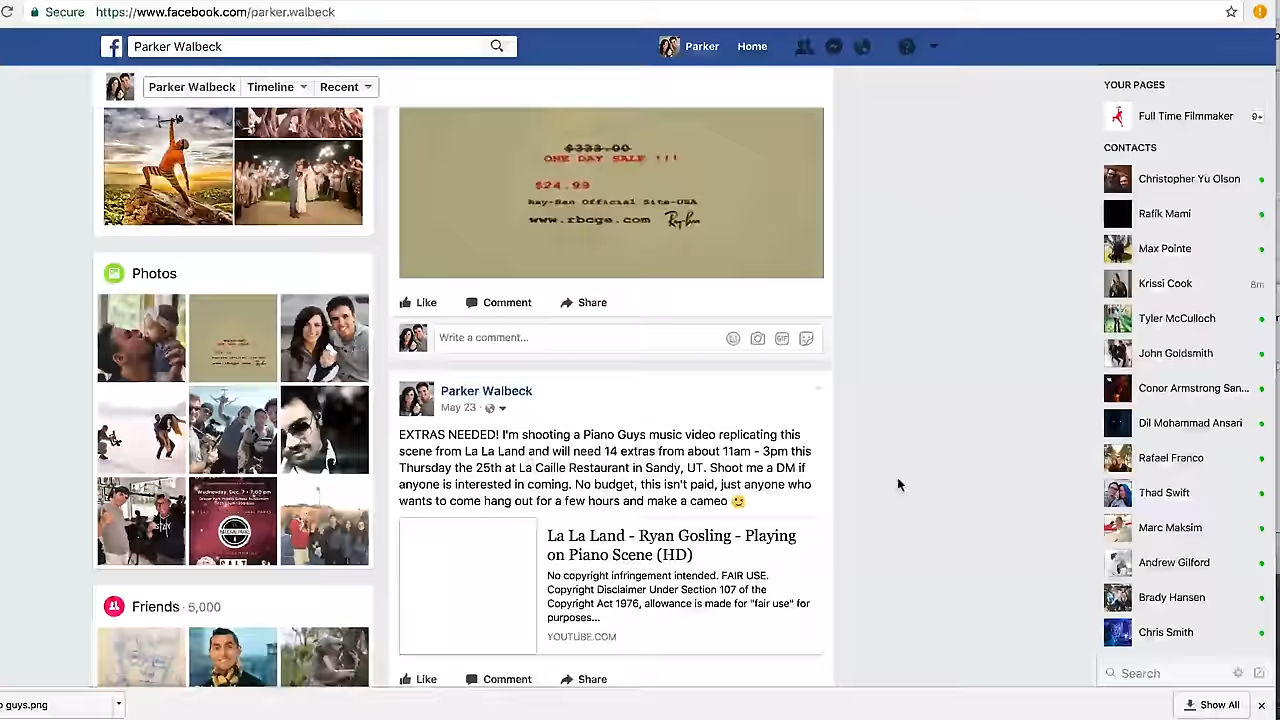 Secure https://www.facebook.com/parker.walbeck
Parker Walbeck
Parker Home
Parker Walbeck Timeline Recent
$333.00
ONE DAY SALE !!!
$24.99
Ray-Ban Official Site-USA
www.rbcge.com Ray-Ban
Like Comment Share
Write a comment...
Photos
Wednesday, Dec. 7 • 7:00 pm
Friends · 5,000
Parker Walbeck
May 23 ·
EXTRAS NEEDED! I'm shooting a Piano Guys music video replicating this
scene from La La Land and will need 14 extras from about 11am - 3pm this
Thursday the 25th at La Caille Restaurant in Sandy, UT. Shoot me a DM if
anyone is interested in coming. No budget, this isn't paid, just anyone who
wants to come hang out for a few hours and make a cameo
La La Land - Ryan Gosling - Playing
on Piano Scene (HD)
No copyright infringement intended. FAIR USE.
Copyright Disclaimer Under Section 107 of the
Copyright Act 1976, allowance is made for "fair use" for
purposes...
YOUTUBE.COM
Like Comment Share
YOUR PAGES
Full Time Filmmaker 9+
CONTACTS
Christopher Yu Olson
Rafik Mami
Max Pointe
Krissi Cook 8m
Tyler McCulloch
John Goldsmith
Conor Armstrong San...
Dil Mohammad Ansari
Rafael Franco
Thad Swift
Marc Maksim
Andrew Gilford
Brady Hansen
Chris Smith
Search
guys.png
Show All